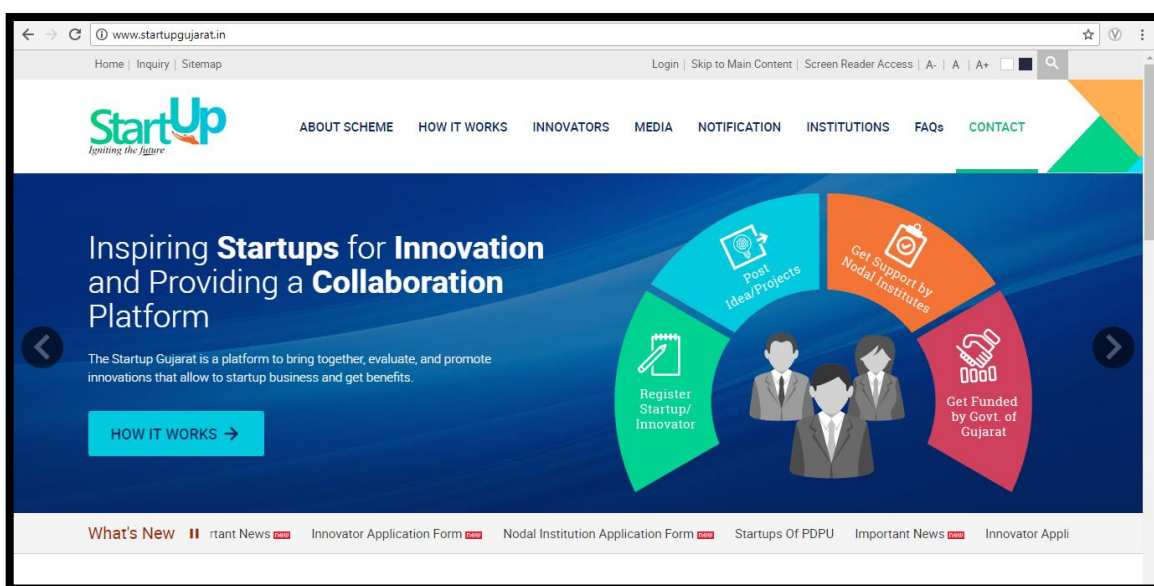 www.startupgujarat.in
Home | Inquiry | Sitemap
Login | Skip to Main Content | Screen Reader Access | A- | A | A+
StartUp
Igniting the future
ABOUT SCHEME HOW IT WORKS INNOVATORS MEDIA NOTIFICATION INSTITUTIONS FAQs CONTACT
Inspiring Startups for Innovation
and Providing a Collaboration
Platform
The Startup Gujarat is a platform to bring together, evaluate, and promote
innovations that allow to startup business and get benefits.
HOW IT WORKS →
Register
Startup/
Innovator
Post
Idea/Projects
Get Support by
Nodal Institutes
Get Funded
by Govt. of
Gujarat
What's New rtant News new Innovator Application Form new Nodal Institution Application Form new Startups Of PDPU Important News new Innovator Appli